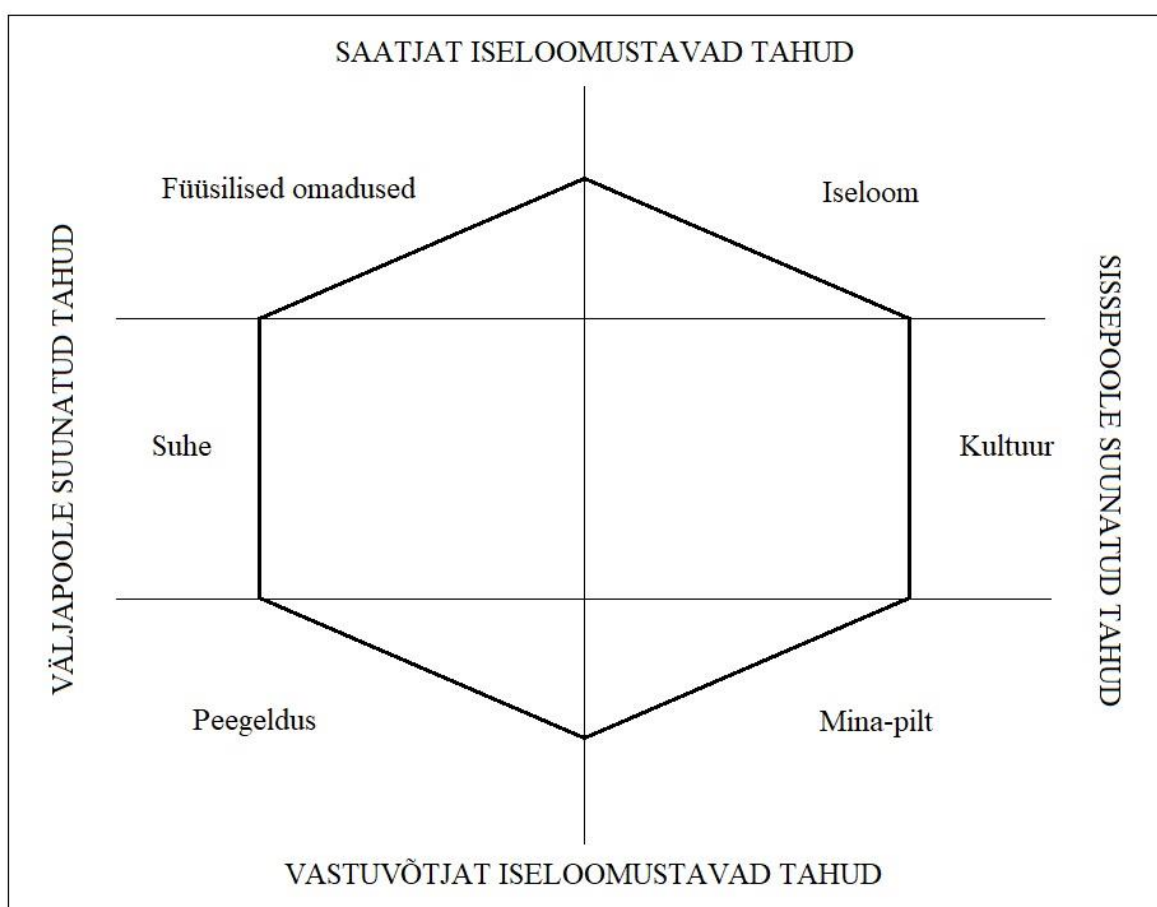 SAATJAT ISELOOMUSTAVAD TAHUD
Füüsilised omadused
Iseloom
VÄLJAPOOLE SUUNATUD TAHUD
SISSEPOOLE SUUNATUD TAHUD
Suhe
Kultuur
Peegeldus
Mina-pilt
VASTUVÕTJAT ISELOOMUSTAVAD TAHUD